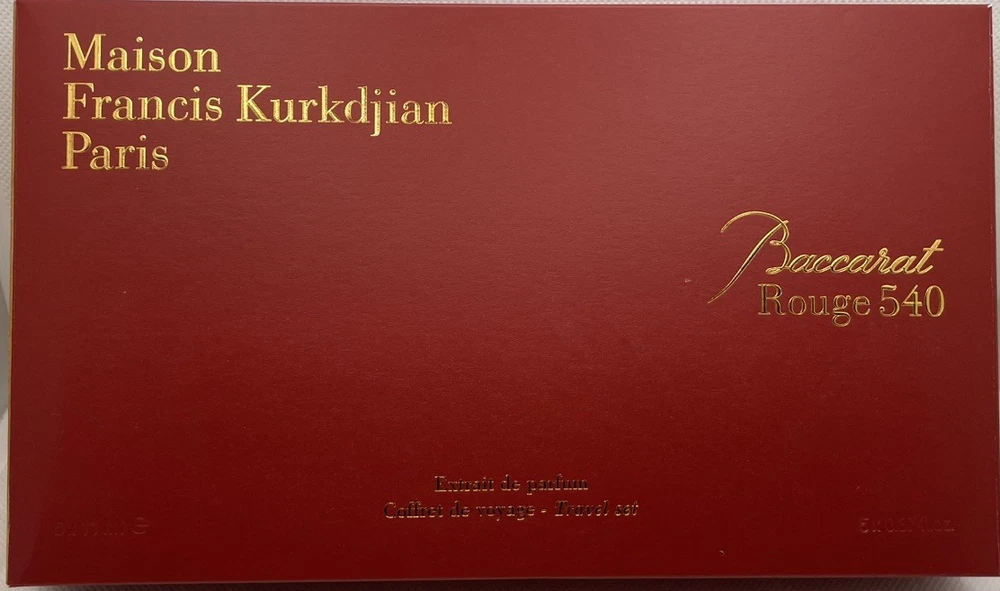 Maison
Francis Kurkdjian
Paris
Baccarat
Rouge 540
Extrait de parfum
Coffret de voyage - Travel set